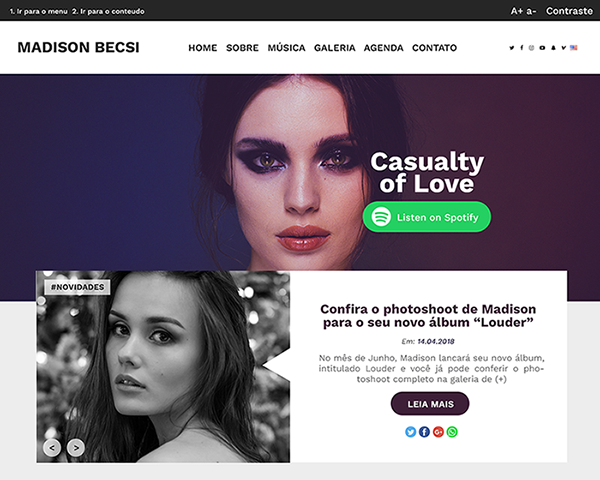 1. Ir para o menu 2. Ir para o conteudo
A+ a- Contraste
MADISON BECSI
HOME SOBRE MÚSICA GALERIA AGENDA CONTATO
Casualty
of Love
Listen on Spotify
#NOVIDADES
Confira o photoshoot de Madison
para o seu novo álbum “Louder”
Em: 14.04.2018
No mês de Junho, Madison lancará seu novo álbum,
intitulado Louder e você já pode conferir o pho-
toshoot completo na galeria de (+)
LEIA MAIS
< >